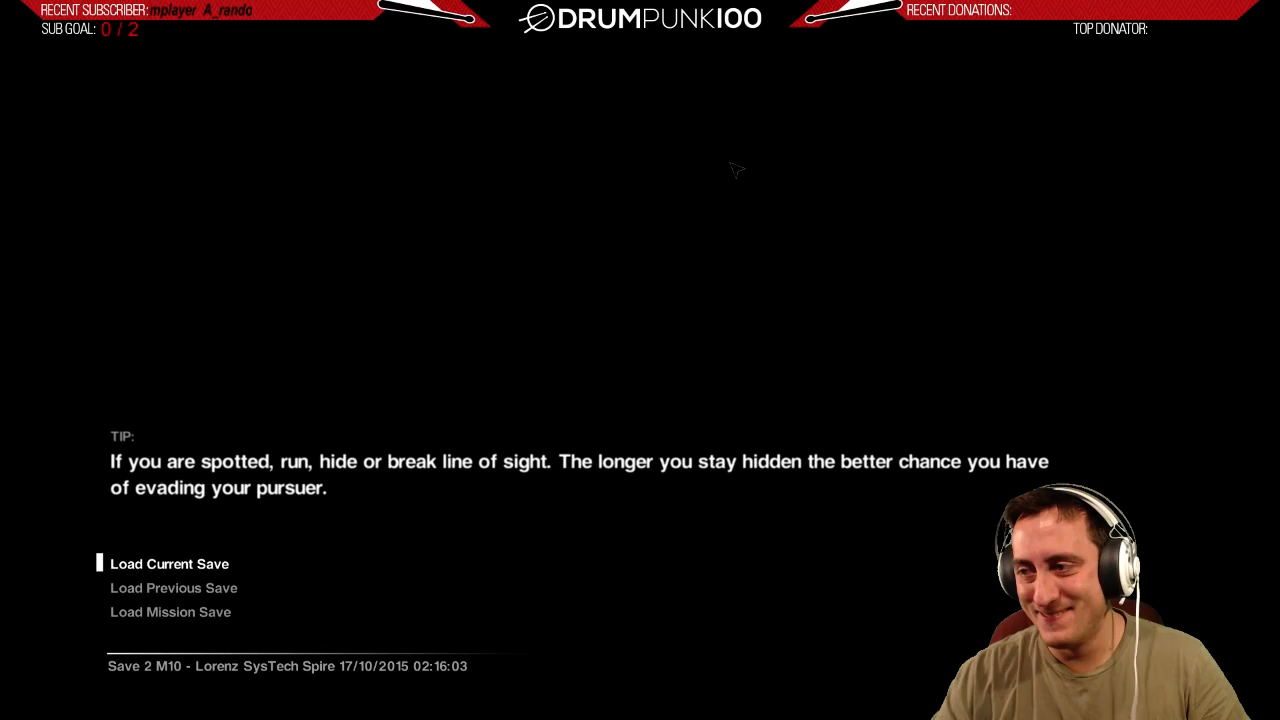 RECENT SUBSCRIBER: mplayer A_rando
SUB GOAL: 0 / 2
DRUMPUNK100
RECENT DONATIONS:
TOP DONATOR:
TIP:
If you are spotted, run, hide or break line of sight. The longer you stay hidden the better chance you have
of evading your pursuer.
Load Current Save
Load Previous Save
Load Mission Save
Save 2 M10 - Lorenz SysTech Spire 17/10/2015 02:16:03